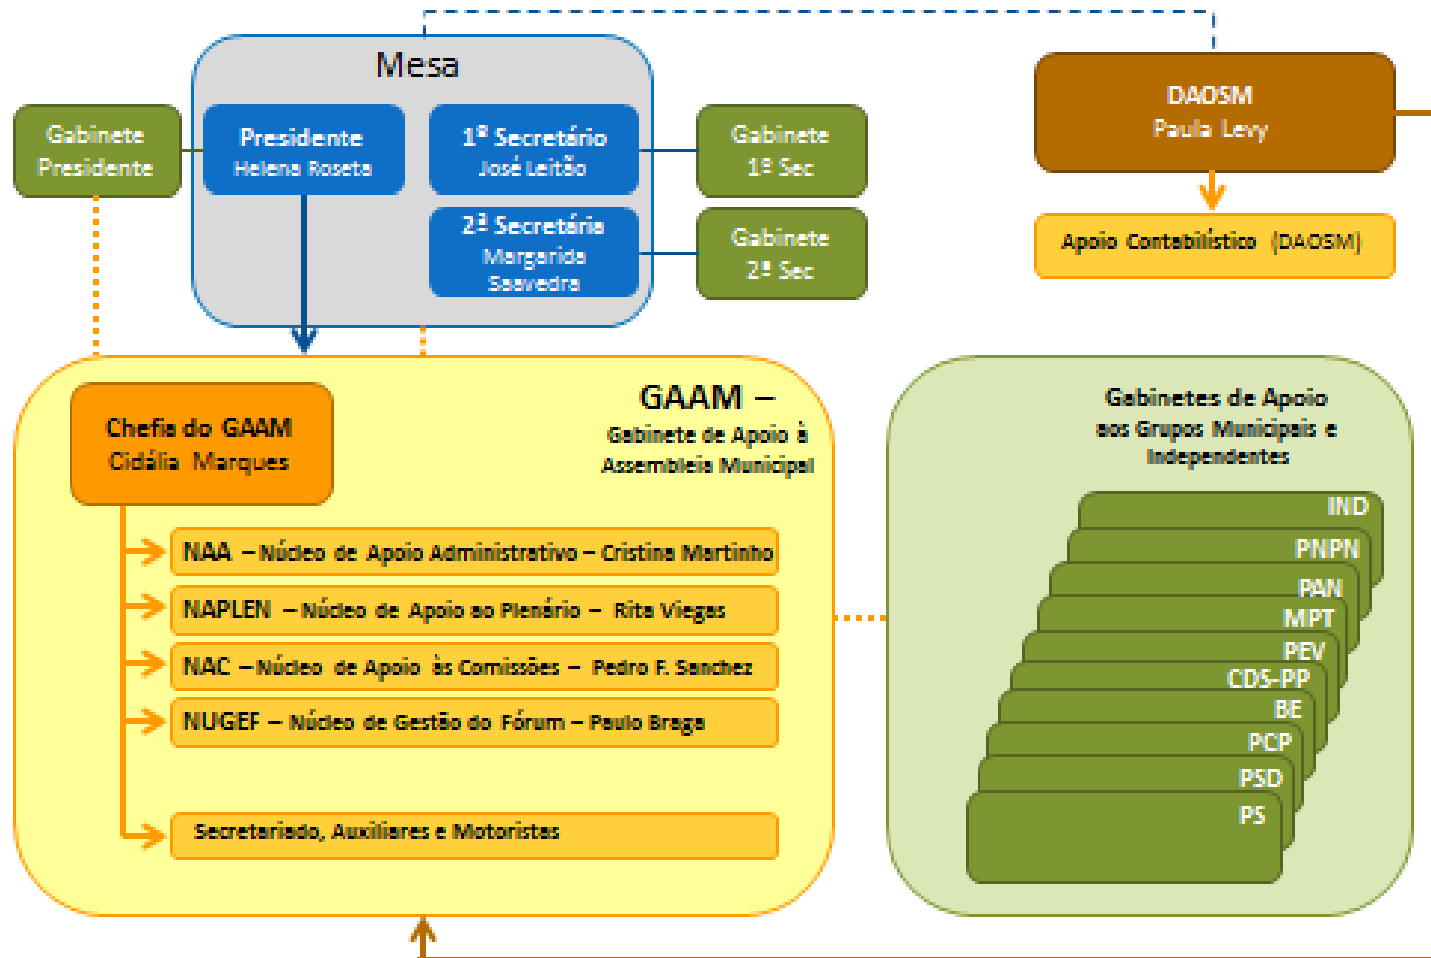 Mesa
Gabinete
Presidente
Presidente
Helena Roseta
1º Secretário
José Leitão
Gabinete
1º Sec
2ª Secretária
Margarida
Saavedra
Gabinete
2ª Sec
DAOSM
Paula Levy
Apoio Contabilístico (DAOSM)
GAAM –
Gabinete de Apoio à
Assembleia Municipal
Chefia do GAAM
Cidália Marques
NAA – Núcleo de Apoio Administrativo – Cristina Martinho
NAPLEN – Núcleo de Apoio ao Plenário – Rita Viegas
NAC – Núcleo de Apoio às Comissões – Pedro F. Sanchez
NUGEF – Núcleo de Gestão do Fórum – Paulo Braga
Secretariado, Auxiliares e Motoristas
Gabinetes de Apoio
aos Grupos Municipais e
Independentes
IND
PNPN
PAN
MPT
PEV
CDS-PP
BE
PCP
PSD
PS